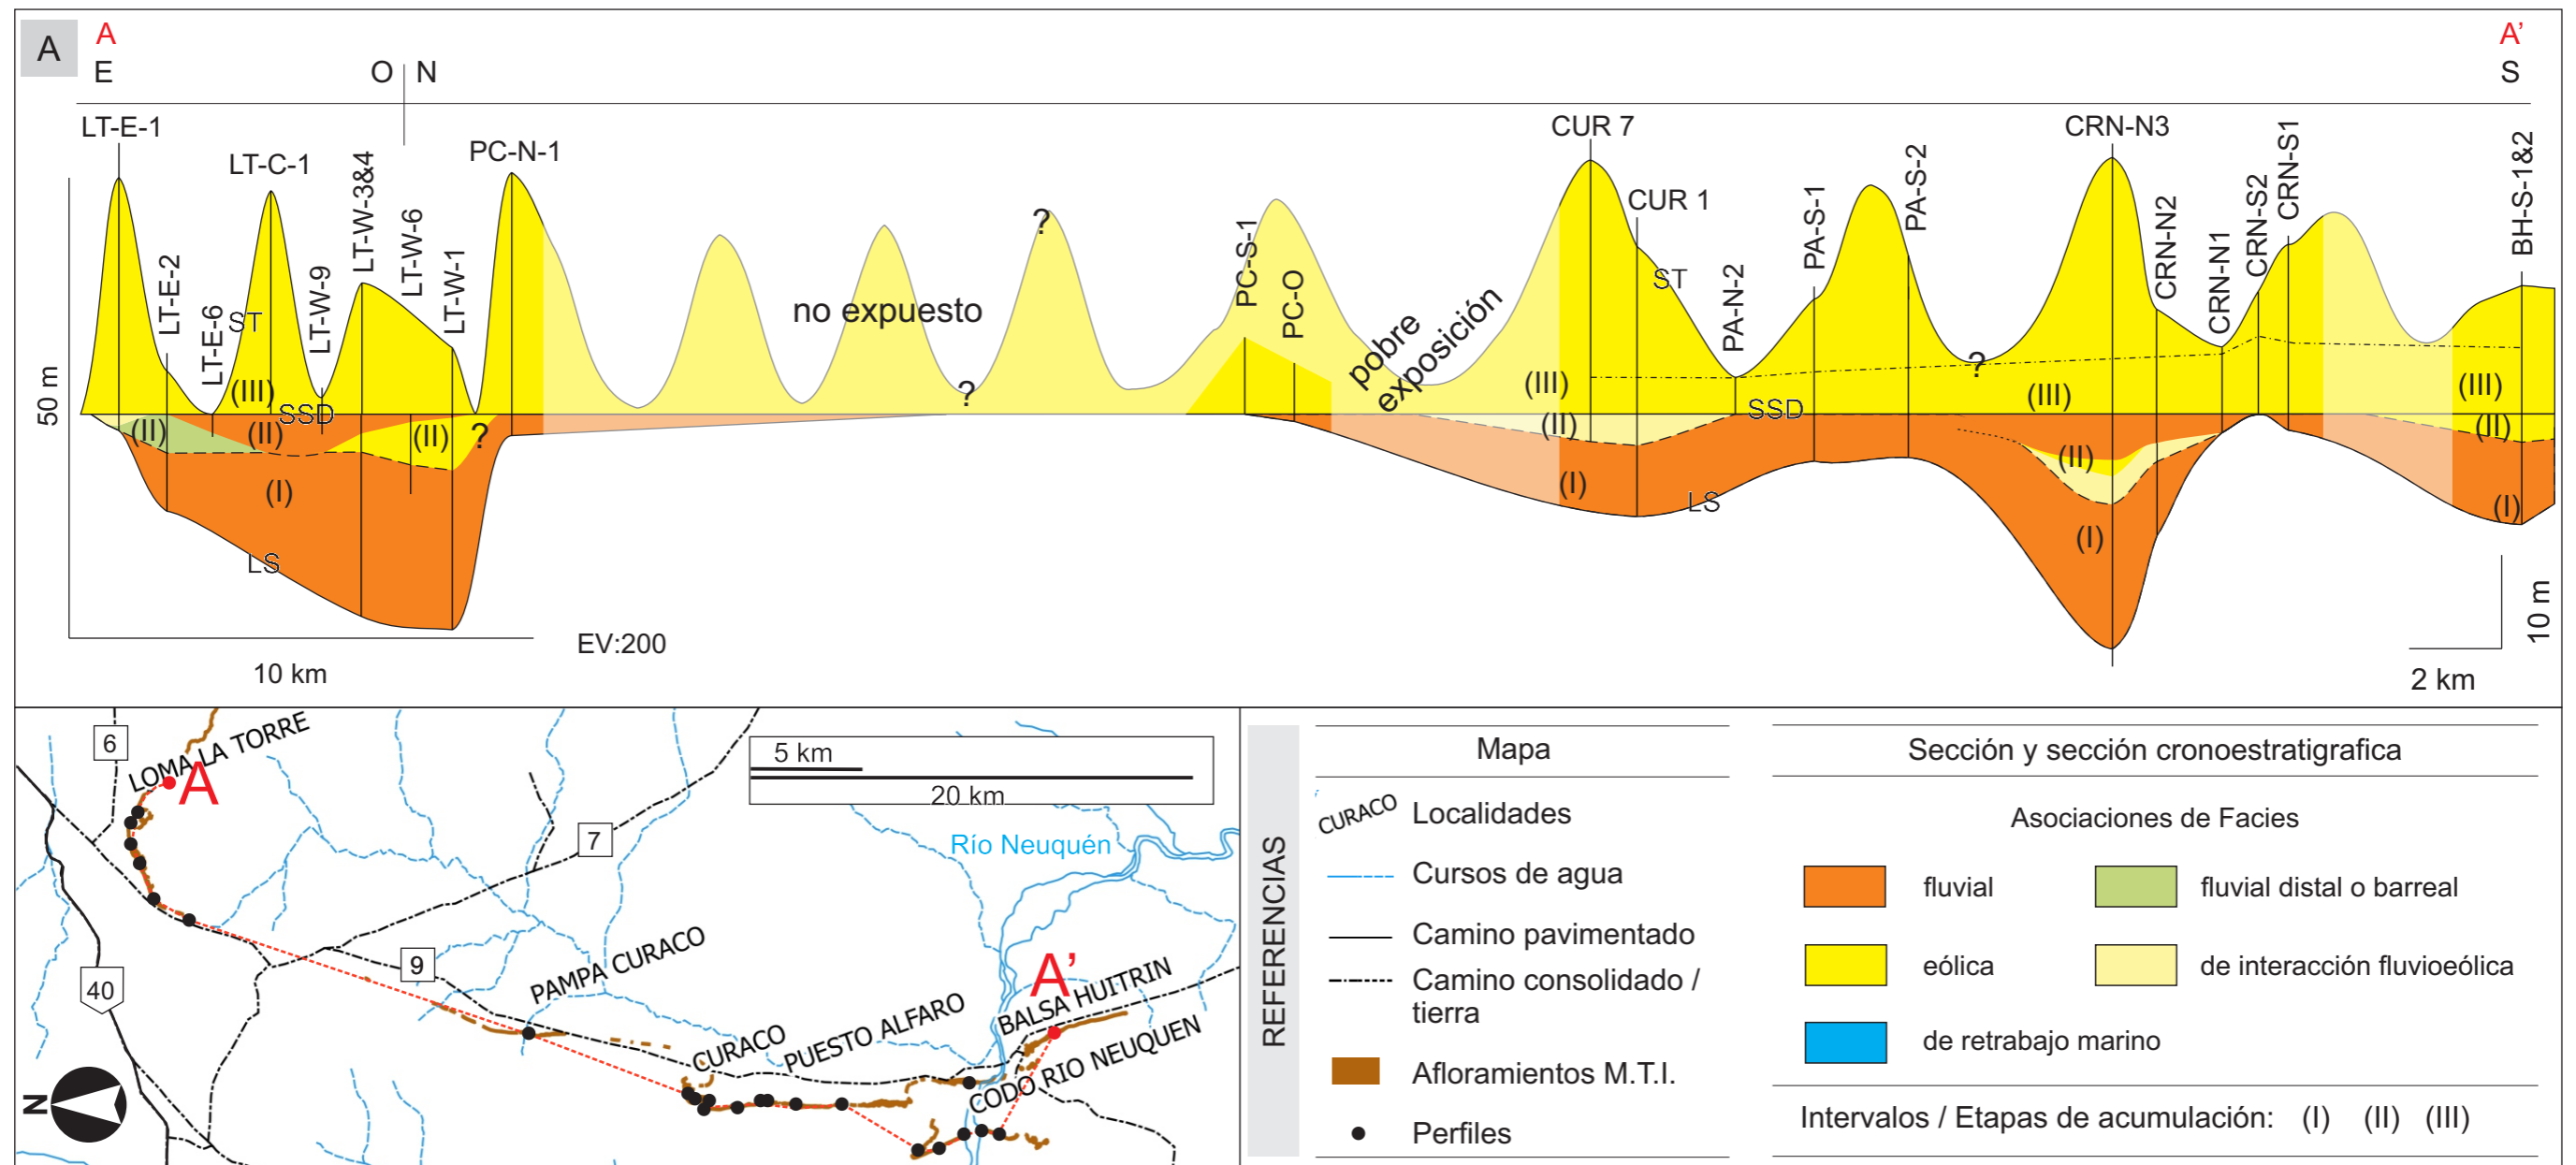 A
A
A'
E
O
N
S
LT-E-1
LT-E-2
LT-E-6
LT-C-1
LT-W-9
LT-W-3&4
LT-W-6
LT-W-1
PC-N-1
PC-S-1
PC-O
CUR 7
CUR 1
PA-N-2
PA-S-1
PA-S-2
CRN-N3
CRN-N2
CRN-N1
CRN-S2
CRN-S1
BH-S-1&2
50 m
ST
(III)
SSD
(II)
(II)
(II)
?
(I)
LS
no expuesto
?
?
pobre
exposición
ST
(III)
(II)
(I)
SSD
LS
?
(III)
(II)
(I)
(III)
(II)
(I)
10 km
EV:200
10 m
2 km
6
LOMA LA TORRE
A
5 km
20 km
7
Río Neuquén
9
40
PAMPA CURACO
CURACO
PUESTO ALFARO
A'
BALSA HUITRIN
CODO RIO NEUQUEN
N
REFERENCIAS
Mapa
CURACO Localidades
Cursos de agua
Camino pavimentado
Camino consolidado /
tierra
Afloramientos M.T.I.
Perfiles
Sección y sección cronoestratigrafica
Asociaciones de Facies
fluvial
fluvial distal o barreal
eólica
de interacción fluvioeólica
de retrabajo marino
Intervalos / Etapas de acumulación: (I) (II) (III)